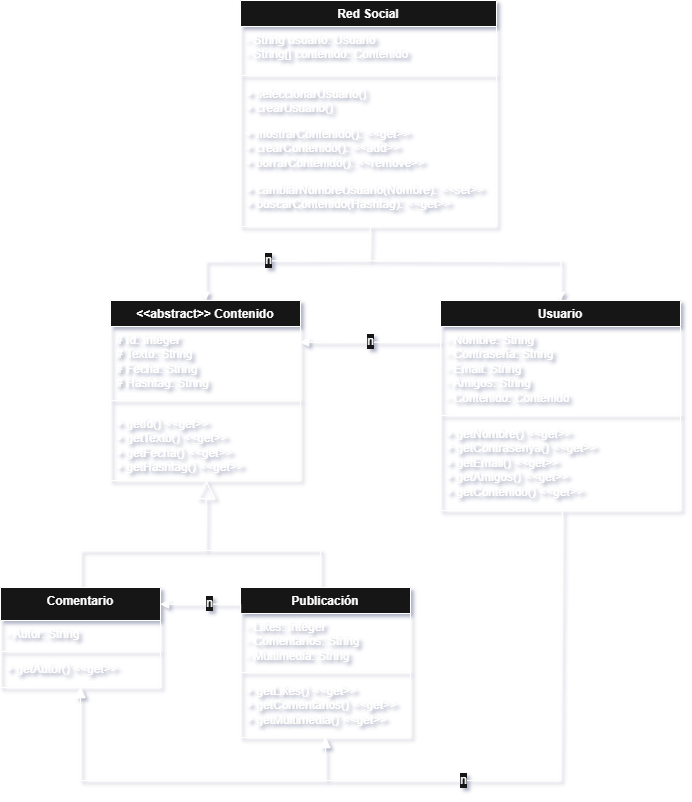 Red Social
- String usuario: Usuario
- String[] contenido: Contenido
+ seleccionarUsuario()
+ crearUsuario()
+ mostrarContenido(): <<get>>
+ crearContenido(): <<add>>
+ borrarContenido(): <<remove>>
+ cambiarNombreUsuario(Nombre): <<set>>
+ buscarContenido(Hashtag): <<get>>
n
<<abstract>> Contenido
# Id: Integer
# Texto: String
# Fecha: String
# Hashtag: String
+ getId() <<get>>
+ getTexto() <<get>>
+ getFecha() <<get>>
+ getHashtag() <<get>>
n
Usuario
- Nombre: String
- Contraseña: String
- Email: String
- Amigos: String
- Contenido: Contenido
+ getNombre() <<get>>
+ getContrasenya() <<get>>
+ getEmail() <<get>>
+ getAmigos() <<get>>
+ getContenido() <<get>>
Comentario
- Autor: String
+ getAutor() <<get>>
n
Publicación
- Likes: Integer
- Comentarios: String
- Multimedia: String
+ getLikes() <<get>>
+ getComentarios() <<get>>
+ getMultimedia() <<get>>
n